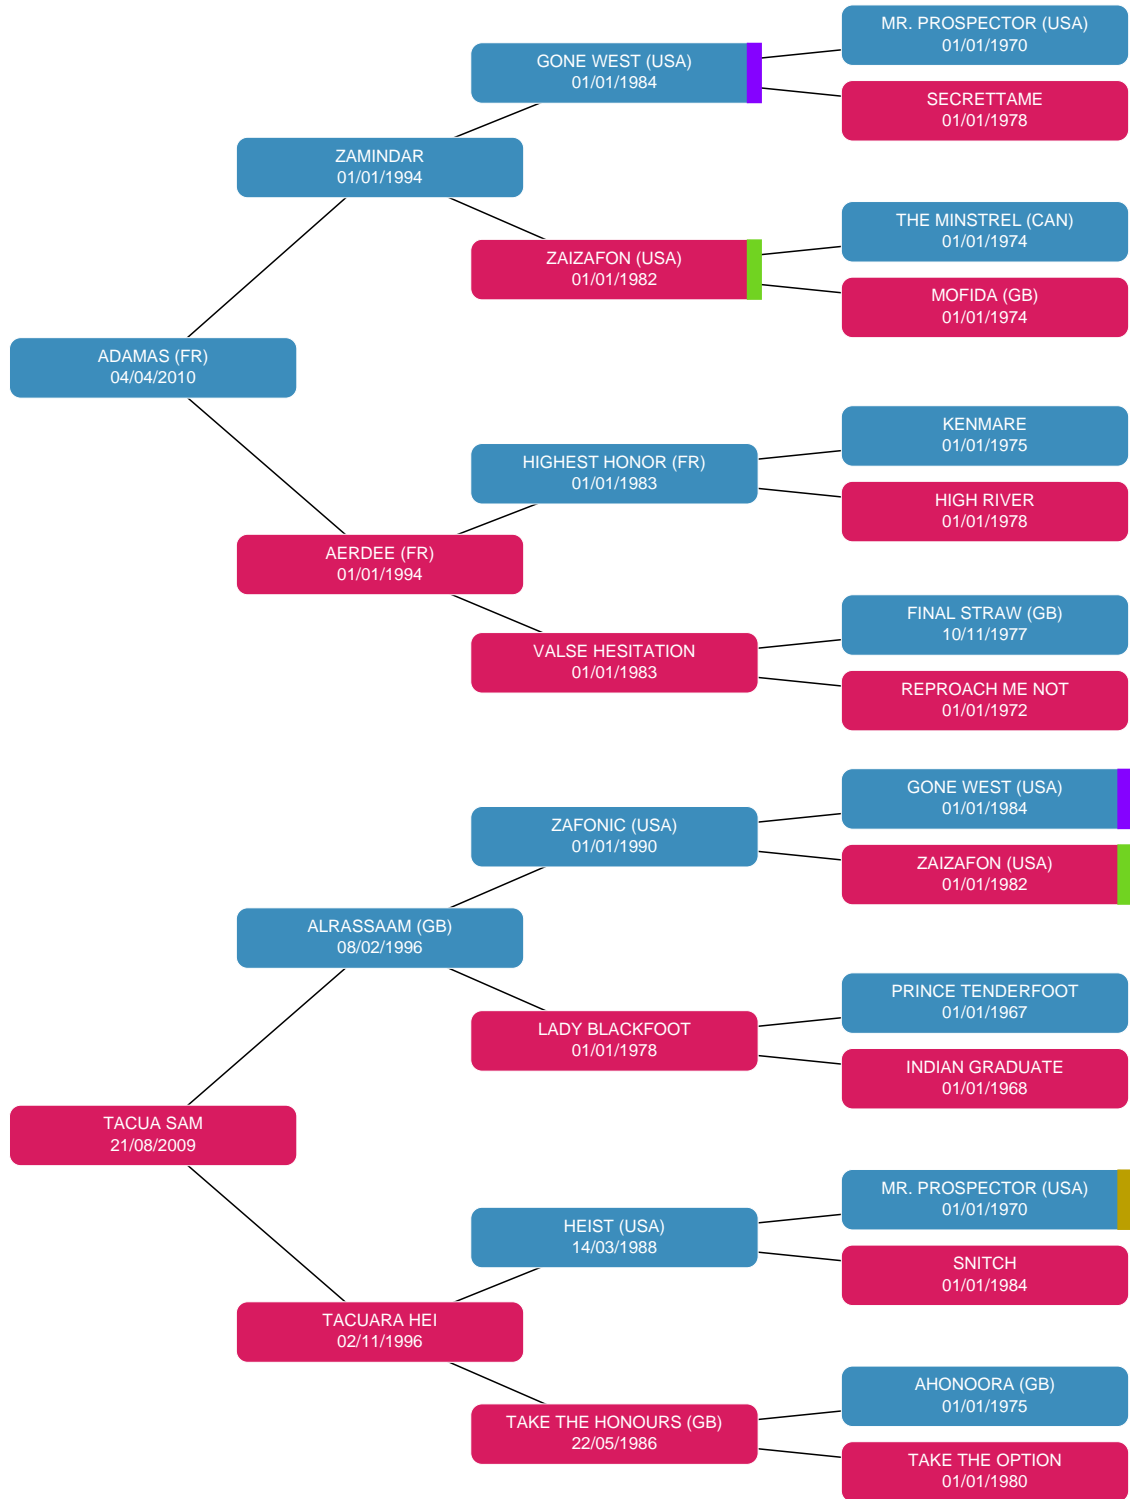 MR. PROSPECTOR (USA)
01/01/1970
GONE WEST (USA)
01/01/1984
SECRETTAME
01/01/1978
ZAMINDAR
01/01/1994
THE MINSTREL (CAN)
01/01/1974
ZAIZAFON (USA)
01/01/1982
MOFIDA (GB)
01/01/1974
ADAMAS (FR)
04/04/2010
KENMARE
01/01/1975
HIGHEST HONOR (FR)
01/01/1983
HIGH RIVER
01/01/1978
AERDEE (FR)
01/01/1994
FINAL STRAW (GB)
10/11/1977
VALSE HESITATION
01/01/1983
REPROACH ME NOT
01/01/1972
GONE WEST (USA)
01/01/1984
ZAFONIC (USA)
01/01/1990
ZAIZAFON (USA)
01/01/1982
ALRASSAAM (GB)
08/02/1996
PRINCE TENDERFOOT
01/01/1967
LADY BLACKFOOT
01/01/1978
INDIAN GRADUATE
01/01/1968
TACUA SAM
21/08/2009
MR. PROSPECTOR (USA)
01/01/1970
HEIST (USA)
14/03/1988
SNITCH
01/01/1984
TACUARA HEI
02/11/1996
AHONOORA (GB)
01/01/1975
TAKE THE HONOURS (GB)
22/05/1986
TAKE THE OPTION
01/01/1980